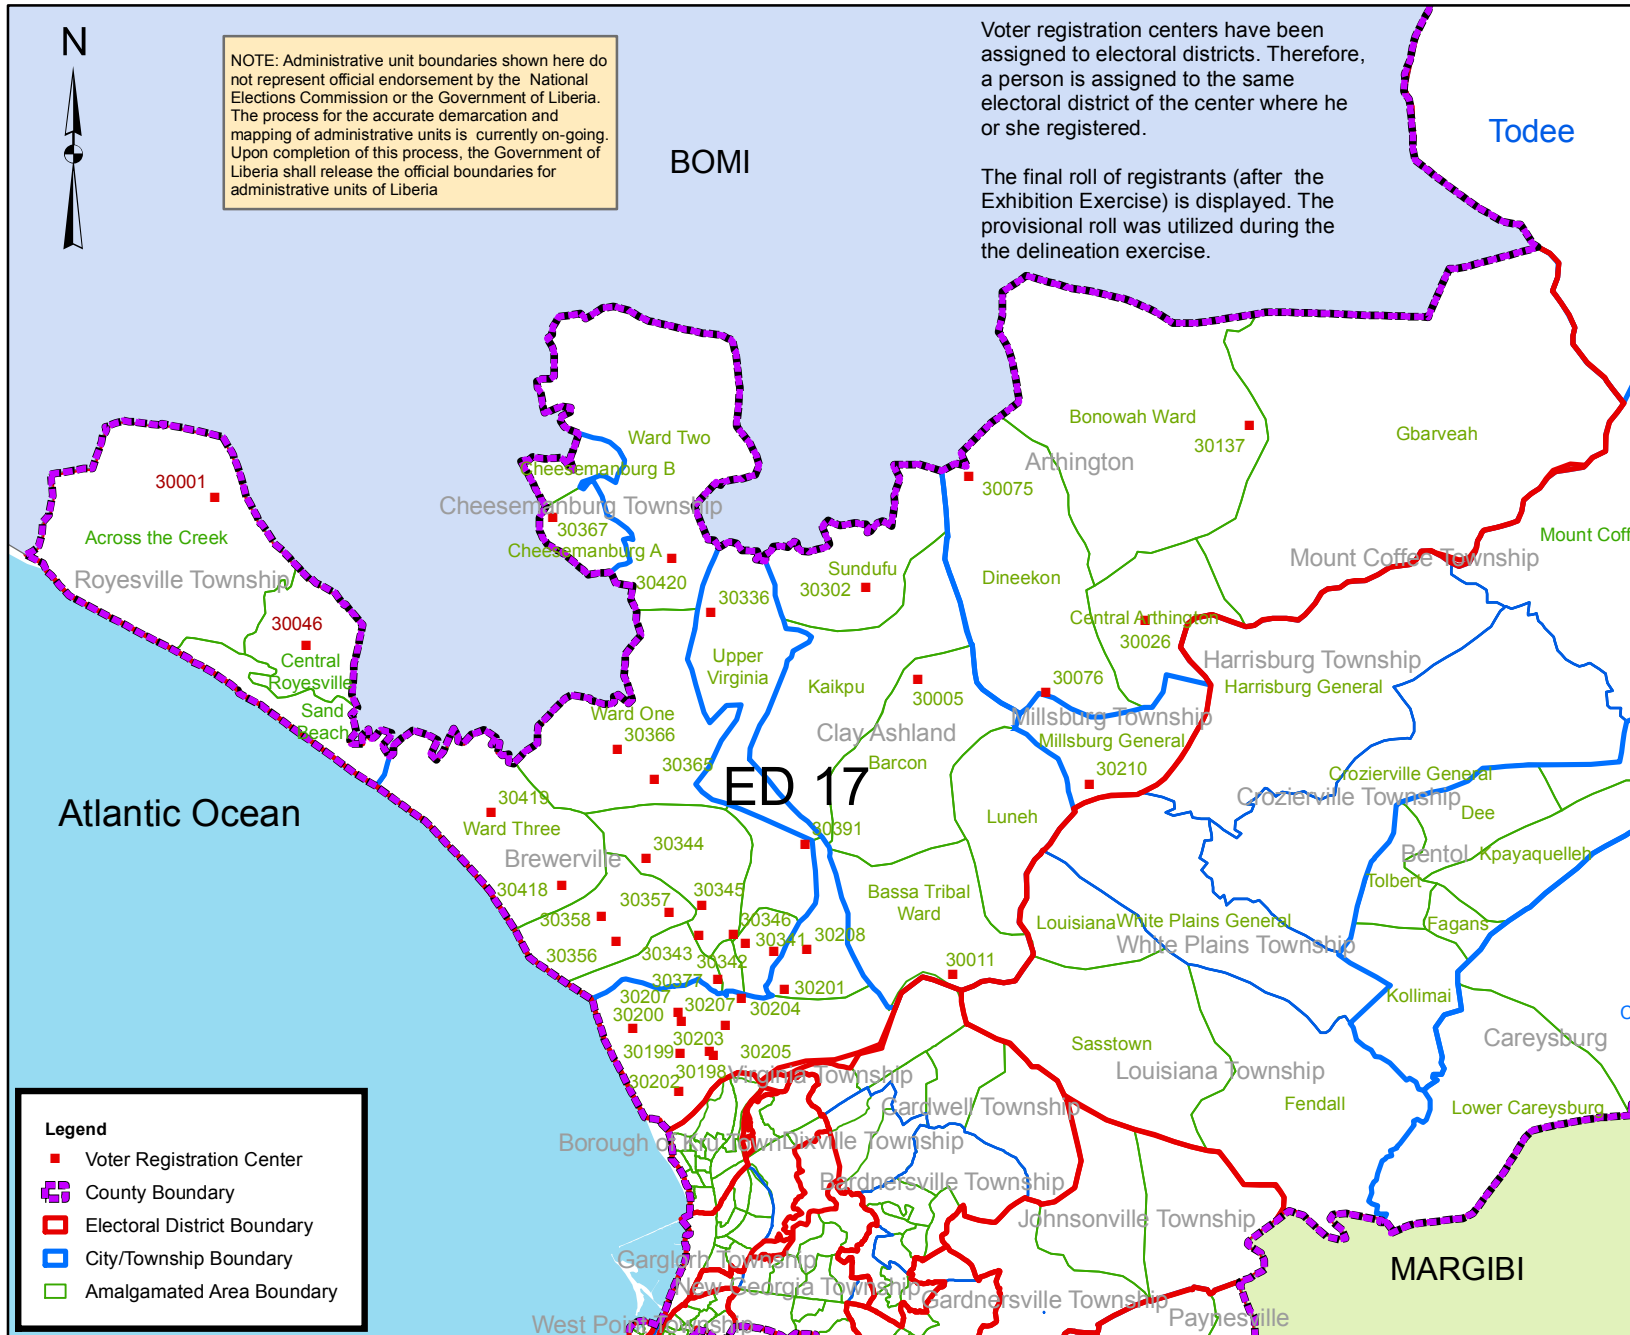 N
NOTE: Administrative unit boundaries shown here do
not represent official endorsement by the National
Elections Commission or the Government of Liberia.
The process for the accurate demarcation and
mapping of administrative units is currently on-going.
Upon completion of this process, the Government of
Liberia shall release the official boundaries for
administrative units of Liberia
BOMI
Voter registration centers have been
assigned to electoral districts. Therefore,
a person is assigned to the same
electoral district of the center where he
or she registered.
The final roll of registrants (after the
Exhibition Exercise) is displayed. The
provisional roll was utilized during the
the delineation exercise.
Todee
Bonowah Ward
30137
Gbarveah
Arthington
Ward Two
Cheesemanburg B
30001
30075
Cheesemanburg Township
30367
Across the Creek
Cheesemanburg A
Mount Coff
Mount Coffee Township
Royesville Township
30420
Sundufu
30302
Dineekon
30336
30046
Central Arthington
30026
Central
Royesville
Upper
Virginia
Kaikpu
30005
30076
Harrisburg Township
Harrisburg General
Sand
Beach
Ward One
30366
Clay Ashland
Barcon
Millsburg Township
Millsburg General
30365
30210
ED 17
Crozierville General
Crozierville Township
Atlantic Ocean
30419
Ward Three
Luneh
Dee
30391
30344
Brewerville
Bentol
Kpayaquelleh
Tolbert
30418
30357
30345
Bassa Tribal
Ward
30358
30346
Louisiana
White Plains General
Fagans
30208
30341
White Plains Township
30356
30343
30342
30011
30377
30201
30207
30207
30204
Kollimai
C
30200
30203
Sasstown
Careysburg
30199
30205
30198
Virginia Township
Louisiana Township
30202
Cardwell Township
Fendall
Lower Careysburg
Borough of Kru Town
Dixville Township
Bardnersville Township
Johnsonville Township
Garglorh Township
MARGIBI
New Georgia Township
Gardnersville Township
Paynesville
West Point Township
Legend
Voter Registration Center
County Boundary
Electoral District Boundary
City/Township Boundary
Amalgamated Area Boundary